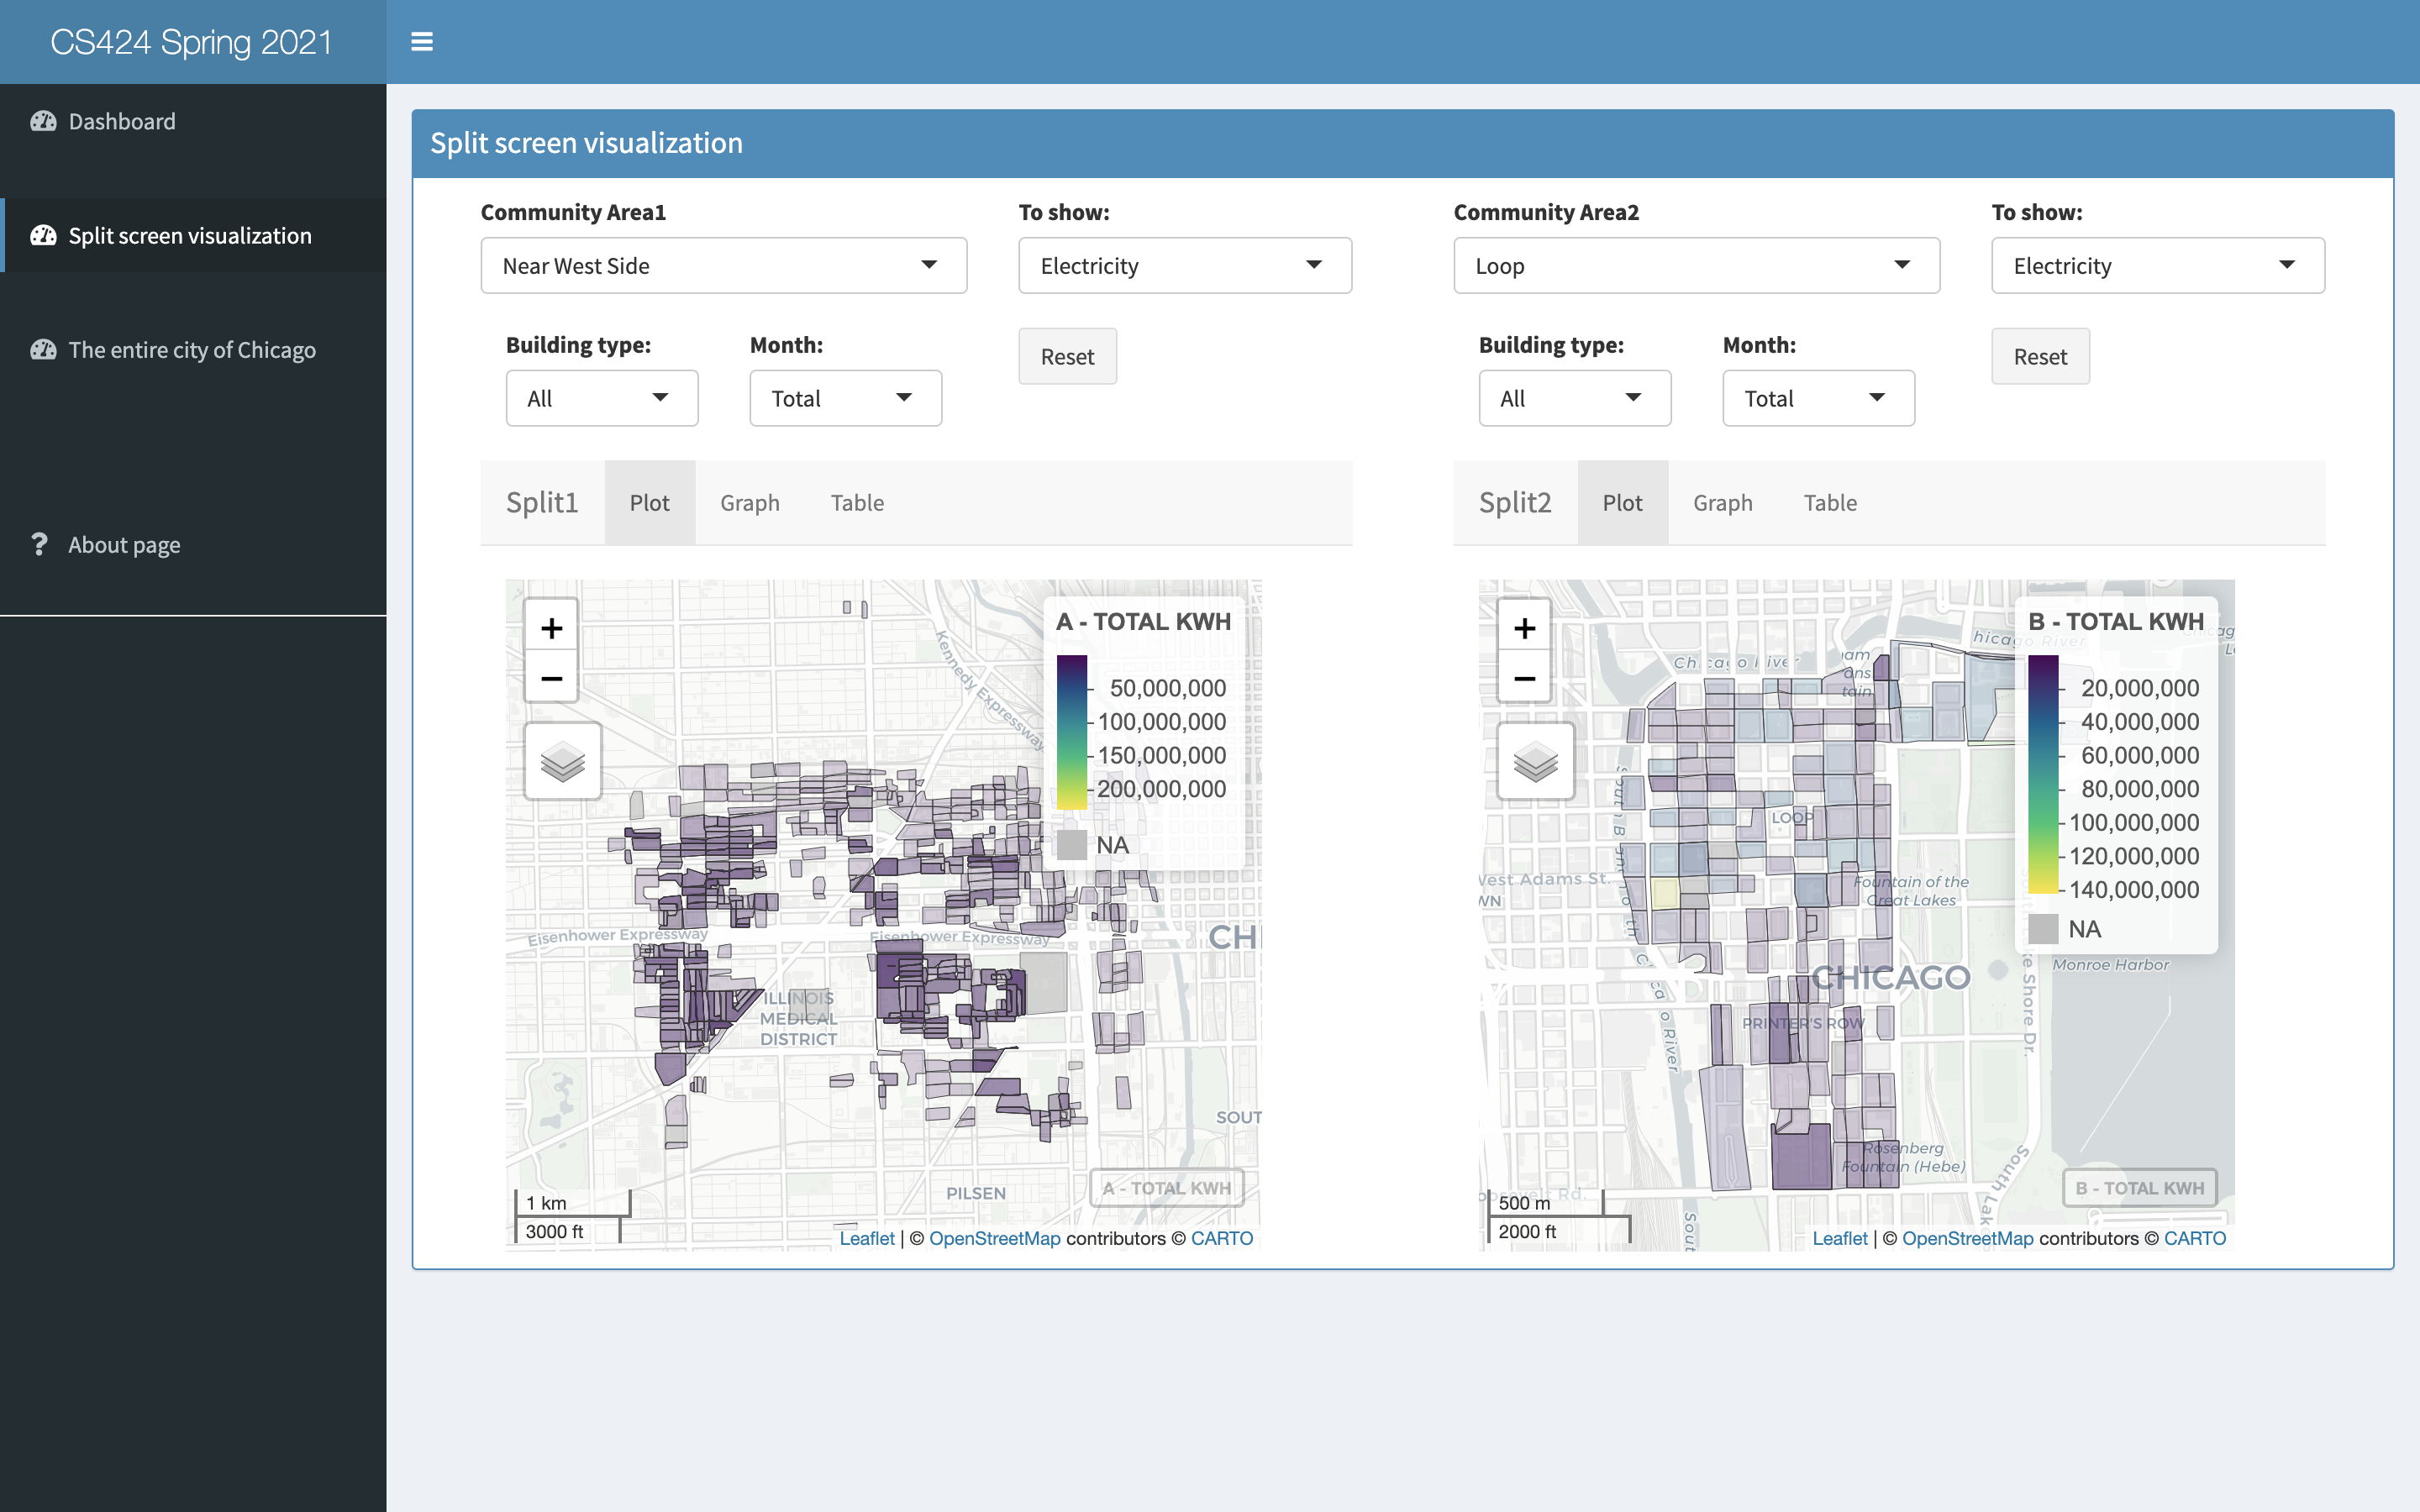 CS424 Spring 2021
Dashboard
Split screen visualization
The entire city of Chicago
About page
Split screen visualization
Community Area1
To show:
Near West Side
Electricity
Building type:
Month:
All
Total
Reset
Split1
Plot
Graph
Table
+
−
A - TOTAL KWH
50,000,000
100,000,000
150,000,000
200,000,000
NA
Kennedy Expressway
Eisenhower Expressway
Eisenhower Expressway
CHI
ILLINOIS
MEDICAL
DISTRICT
SOUT
PILSEN
A - TOTAL KWH
1 km
3000 ft
Leaflet | © OpenStreetMap contributors © CARTO
Community Area2
To show:
Loop
Electricity
Building type:
Month:
All
Total
Reset
Split2
Plot
Graph
Table
+
−
B - TOTAL KWH
20,000,000
40,000,000
60,000,000
80,000,000
100,000,000
120,000,000
140,000,000
NA
hicago River
Chicago River
LOOP
West Adams St.
WN
Fountain of the
Great Lakes
CHICAGO
Monroe Harbor
PRINTER'S ROW
Rosenberg
Fountain (Hebe)
B - TOTAL KWH
500 m
2000 ft
Leaflet | © OpenStreetMap contributors © CARTO